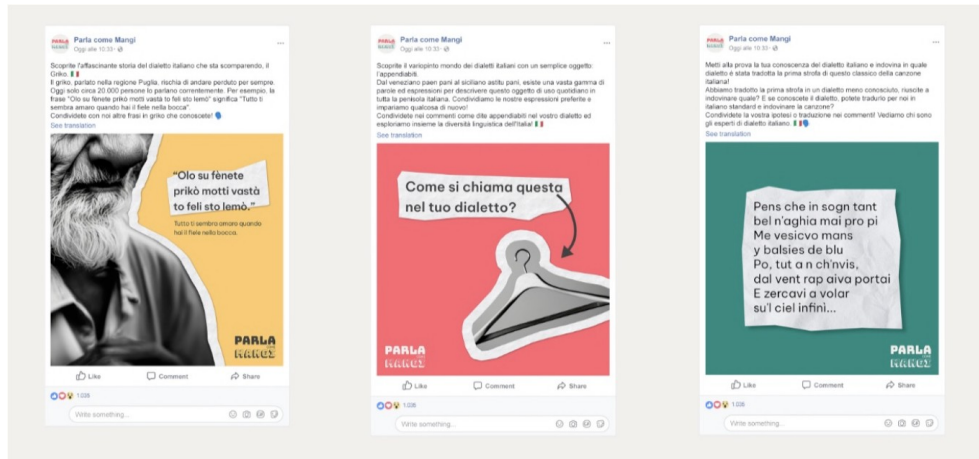 Parla come Mangi
Oggi alle 10:33
Scoprite l'affascinante storia del dialetto italiano che sta scomparendo, il
Griko. 🇮🇹
Il griko, parlato nella regione Puglia, rischia di andare perduto per sempre.
Oggi solo circa 20.000 persone lo parlano correntemente. Per esempio, la
frase "Olo su fènete prikò motti vastà to feli sto lemò" significa "Tutto ti
sembra amaro quando hai il fiele nella bocca".
Condividete con noi altre frasi in griko che conoscete! 🗣️
See translation
"Olo su fènete
prikò motti vastà
to feli sto lemò."
Tutto ti sembra amaro quando
hai il fiele nella bocca.
PARLA
COME
MANGI
Like Comment Share
1.026
Write something...
Parla come Mangi
Oggi alle 10:33
Scoprite il variopinto mondo dei dialetti italiani con un semplice oggetto:
l'appendiabiti.
Dal veneziano paen pani al siciliano astitu pani, esiste una vasta gamma di
parole ed espressioni per descrivere questo oggetto di uso quotidiano in
tutta la penisola italiana. Condividiamo le nostre espressioni preferite e
impariamo qualcosa di nuovo!
Condividete nei commenti come dite appendiabiti nel vostro dialetto ed
esploriamo insieme la diversità linguistica dell'Italia! 🇮🇹
See translation
Come si chiama questa
nel tuo dialetto?
PARLA
COME
MANGI
Like Comment Share
1.026
Write something...
Parla come Mangi
Oggi alle 10:33
Metti alla prova la tua conoscenza del dialetto italiano e indovina in quale
dialetto è stata tradotta la prima strofa di questo classico della canzone
italiana!
Abbiamo tradotto la prima strofa in un dialetto meno conosciuto, riuscite a
indovinare quale? E se conoscete il dialetto, potete tradurlo per noi in
italiano standard e indovinare la canzone?
Condividete la vostra ipotesi o traduzione nei commenti! Vediamo chi sono
gli esperti di dialetto italiano. 🇮🇹🗣️
See translation
Pens che in sogn tant
bel n'aghia mai pro pi
Me vesicvo mans
y balsies de blu
Po, tut a n ch'nvis,
dal vent rap aiva portai
E zercavi a volar
su'l ciel infinì...
PARLA
COME
MANGI
Like Comment Share
1.026
Write something...